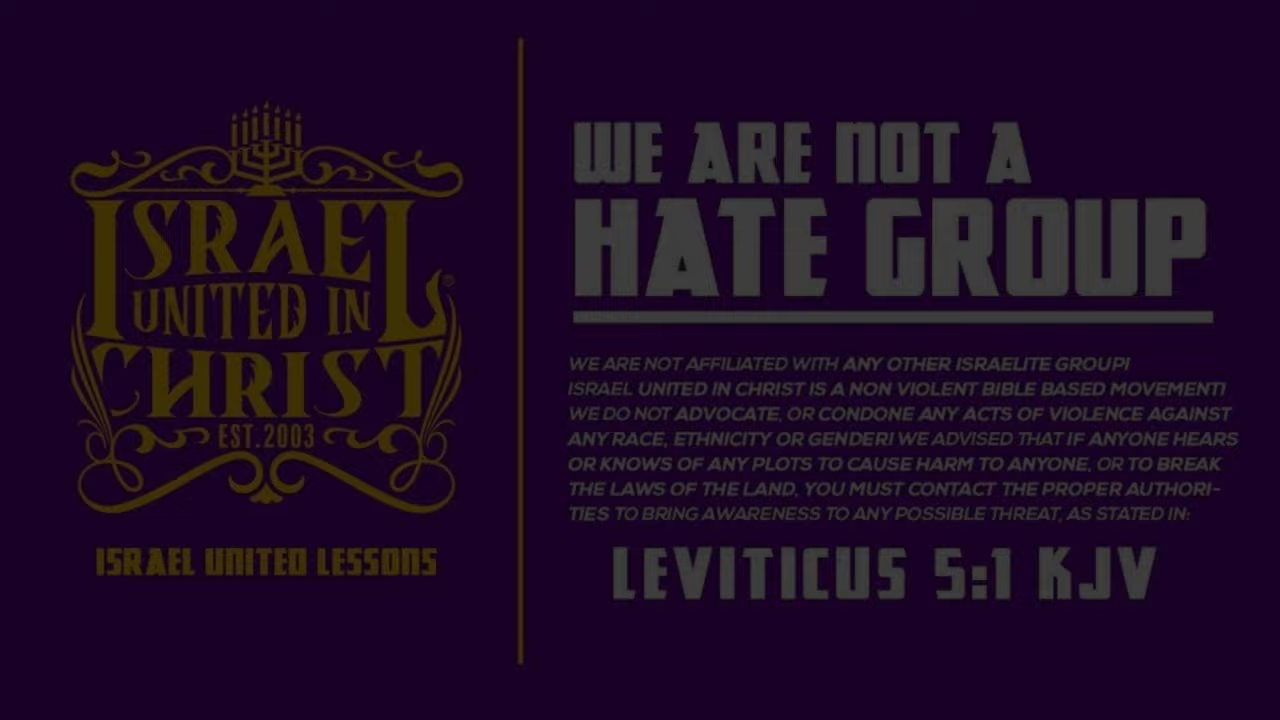 ISRAEL
UNITED IN
CHRIST
EST.2003
ISRAEL UNITED LESSONS
WE ARE NOT A
HATE GROUP
WE ARE NOT AFFILIATED WITH ANY OTHER ISRAELITE GROUP!
ISRAEL UNITED IN CHRIST IS A NON VIOLENT BIBLE BASED MOVEMENT!
WE DO NOT ADVOCATE, OR CONDONE ANY ACTS OF VIOLENCE AGAINST
ANY RACE, ETHNICITY OR GENDER! WE ADVISED THAT IF ANYONE HEARS
OR KNOWS OF ANY PLOTS TO CAUSE HARM TO ANYONE, OR TO BREAK
THE LAWS OF THE LAND, YOU MUST CONTACT THE PROPER AUTHORI-
TIES TO BRING AWARENESS TO ANY POSSIBLE THREAT, AS STATED IN:
LEVITICUS 5:1 KJV